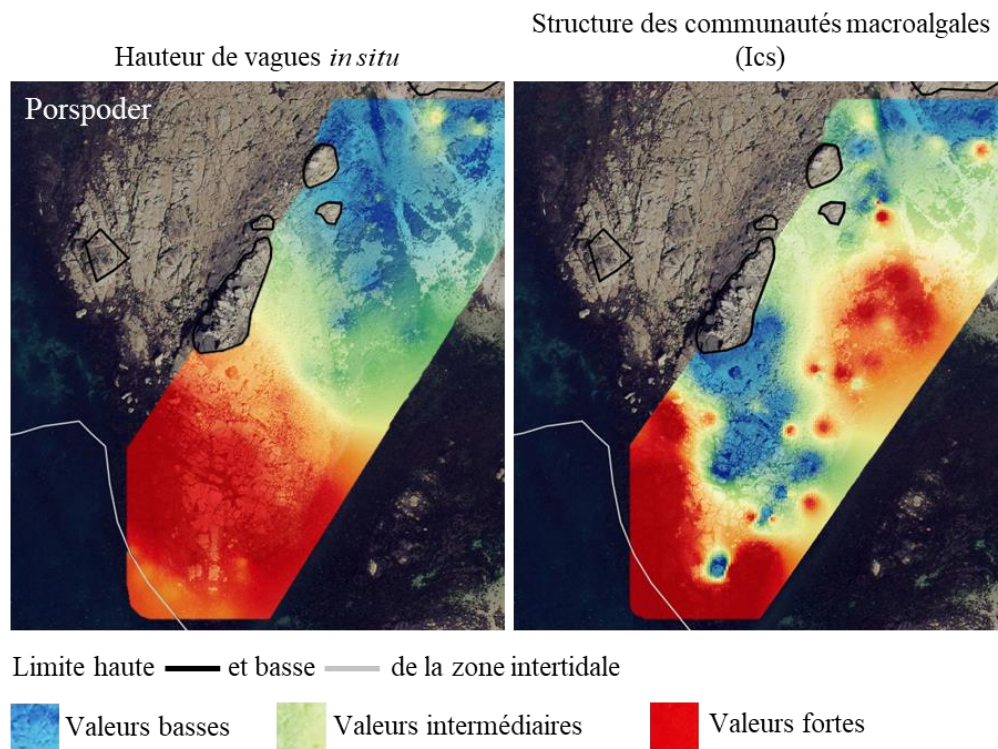 Hauteur de vagues in situ
Structure des communautés macroalgales
(Ics)
Porspoder
Limite haute et basse de la zone intertidale
Valeurs basses Valeurs intermédiaires Valeurs fortes